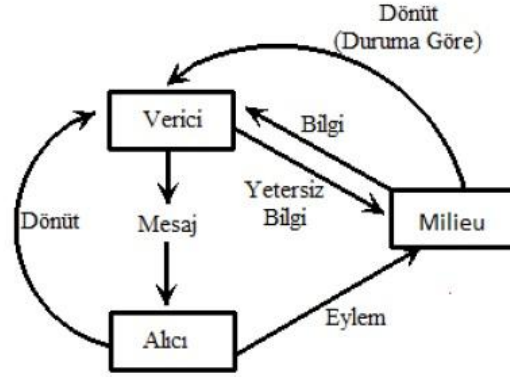 Dönüt
(Duruma Göre)
Verici
Bilgi
Yetersiz
Bilgi
Milieu
Dönüt
Mesaj
Alıcı
Eylem